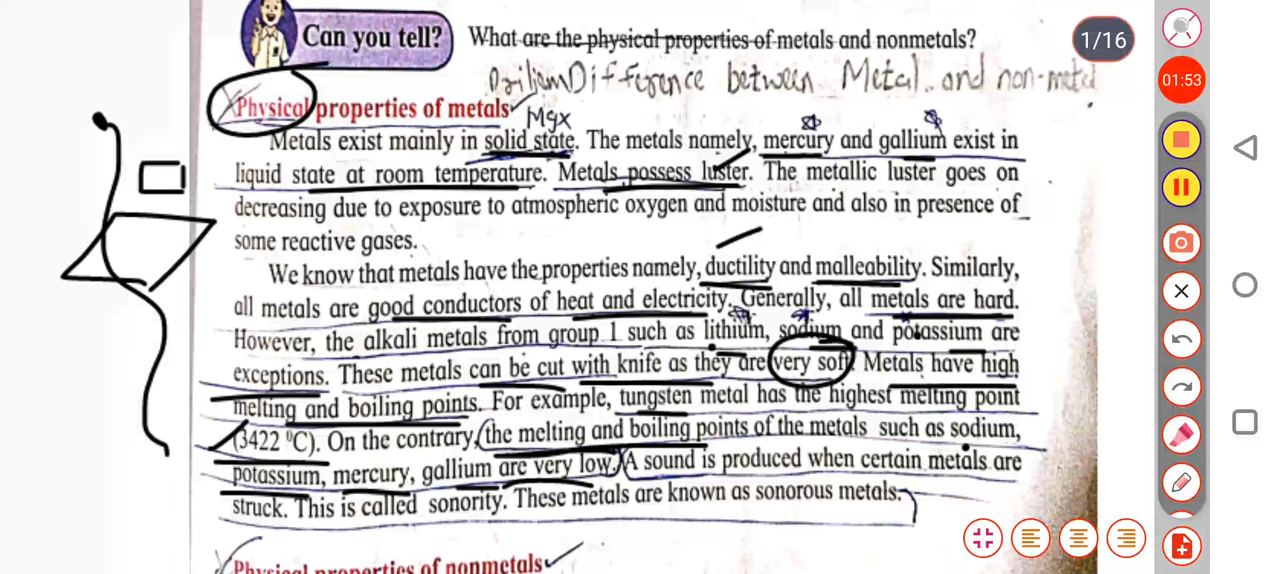 Can you tell? What are the physical properties of metals and nonmetals?
1/16
Difference between Metal and non-metal
01:53
Physical properties of metals
Mgx
Metals exist mainly in solid state. The metals namely, mercury and gallium exist in
liquid state at room temperature. Metals possess luster. The metallic luster goes on
decreasing due to exposure to atmospheric oxygen and moisture and also in presence of
some reactive gases.
We know that metals have the properties namely, ductility and malleability. Similarly,
all metals are good conductors of heat and electricity. Generally, all metals are hard.
However, the alkali metals from group 1 such as lithium, sodium and potassium are
exceptions. These metals can be cut with knife as they are very soft. Metals have high
melting and boiling points. For example, tungsten metal has the highest melting point
(3422 °C). On the contrary, the melting and boiling points of the metals such as sodium,
potassium, mercury, gallium are very low. A sound is produced when certain metals are
struck. This is called sonority. These metals are known as sonorous metals.
Physical properties of nonmetals